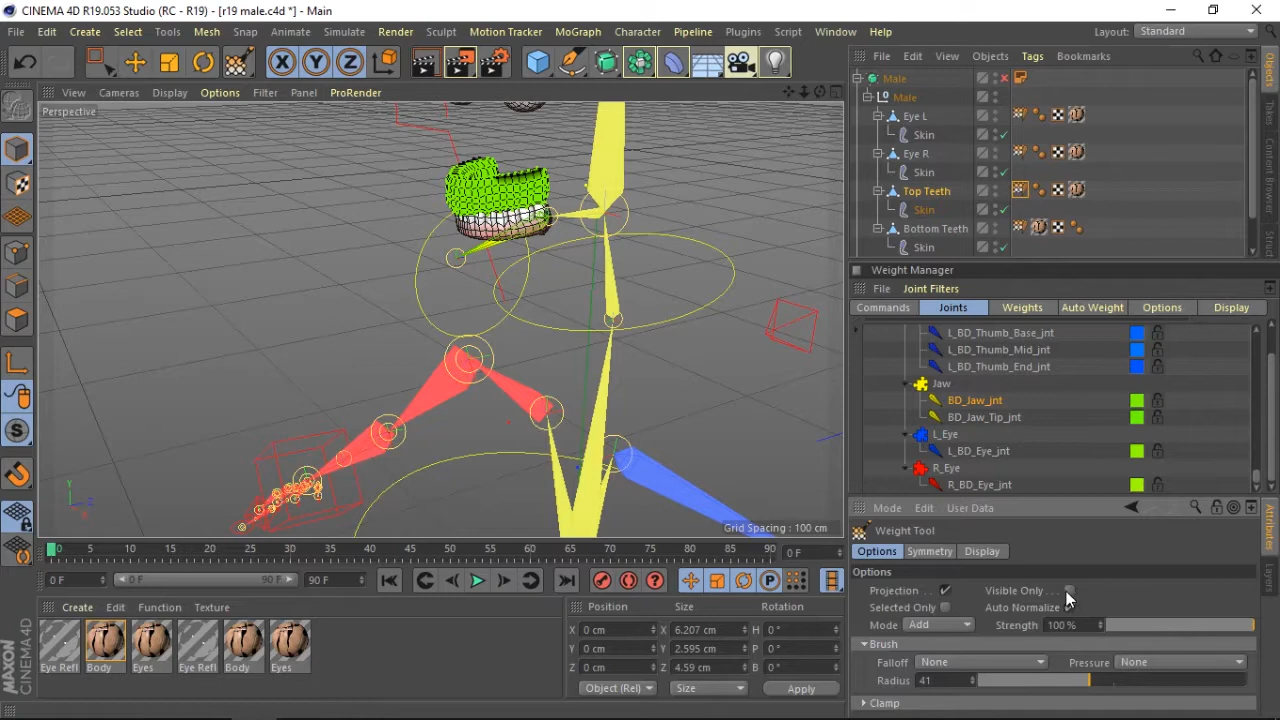 CINEMA 4D R19.053 Studio (RC - R19) - [r19 male.c4d *] - Main
File Edit Create Select Tools Mesh Snap Animate Simulate Render Sculpt Motion Tracker MoGraph Character Pipeline Plugins Script Window Help Layout: Standard
X Y Z
File Edit View Objects Tags Bookmarks
View Cameras Display Options Filter Panel ProRender
Perspective
Male
Male
Eye L
Skin
Eye R
Skin
Top Teeth
Skin
Bottom Teeth
Skin
Objects
Takes
Content Browser
Struct
Weight Manager
File Joint Filters
Commands Joints Weights Auto Weight Options Display
L_BD_Thumb_Base_jnt
L_BD_Thumb_Mid_jnt
L_BD_Thumb_End_jnt
Jaw
BD_Jaw_jnt
BD_Jaw_Tip_jnt
L_Eye
L_BD_Eye_jnt
R_Eye
R_BD_Eye_jnt
Grid Spacing : 100 cm
Y
Z
Mode Edit User Data
Weight Tool
Options Symmetry Display
Options
Projection Visible Only
Selected Only Auto Normalize
Mode Add Strength 100 %
Brush
Falloff None Pressure None
Radius 41
Clamp
Attributes
Layers
0 5 10 15 20 25 30 35 40 45 50 55 60 65 70 75 80 85 90 0 F
0 F 0 F 90 F 90 F
P
Create Edit Function Texture
Eye Refl Body Eyes Eye Refl Body Eyes
Position Size Rotation
X 0 cm X 6.207 cm H 0 °
Y 0 cm Y 2.595 cm P 0 °
Z 0 cm Z 4.59 cm B 0 °
Object (Rel) Size Apply
MAXON
CINEMA 4D